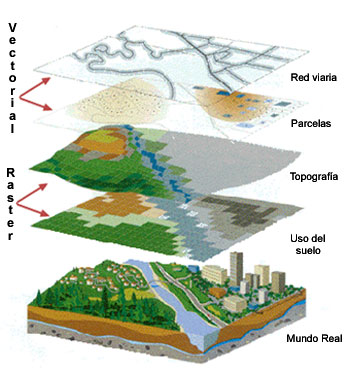 Vectorial
Raster
Red viaria
Parcelas
Topografía
Uso del
suelo
Mundo Real